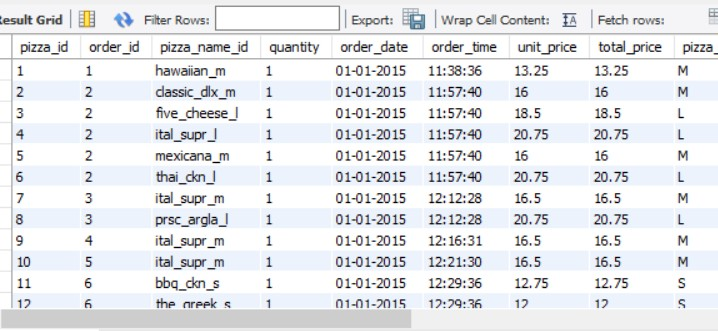 Result Grid Filter Rows: Export: Wrap Cell Content: IA Fetch rows:
pizza_id order_id pizza_name_id quantity order_date order_time unit_price total_price pizza_
1 1 hawaiian_m 1 01-01-2015 11:38:36 13.25 13.25 M
2 2 classic_dlx_m 1 01-01-2015 11:57:40 16 16 M
3 2 five_cheese_l 1 01-01-2015 11:57:40 18.5 18.5 L
4 2 ital_supr_l 1 01-01-2015 11:57:40 20.75 20.75 L
5 2 mexicana_m 1 01-01-2015 11:57:40 16 16 M
6 2 thai_ckn_l 1 01-01-2015 11:57:40 20.75 20.75 L
7 3 ital_supr_m 1 01-01-2015 12:12:28 16.5 16.5 M
8 3 prsc_argla_l 1 01-01-2015 12:12:28 20.75 20.75 L
9 4 ital_supr_m 1 01-01-2015 12:16:31 16.5 16.5 M
10 5 ital_supr_m 1 01-01-2015 12:21:30 16.5 16.5 M
11 6 bbq_ckn_s 1 01-01-2015 12:29:36 12.75 12.75 S
12 6 the_greek_s 1 01-01-2015 12:29:36 12 12 S